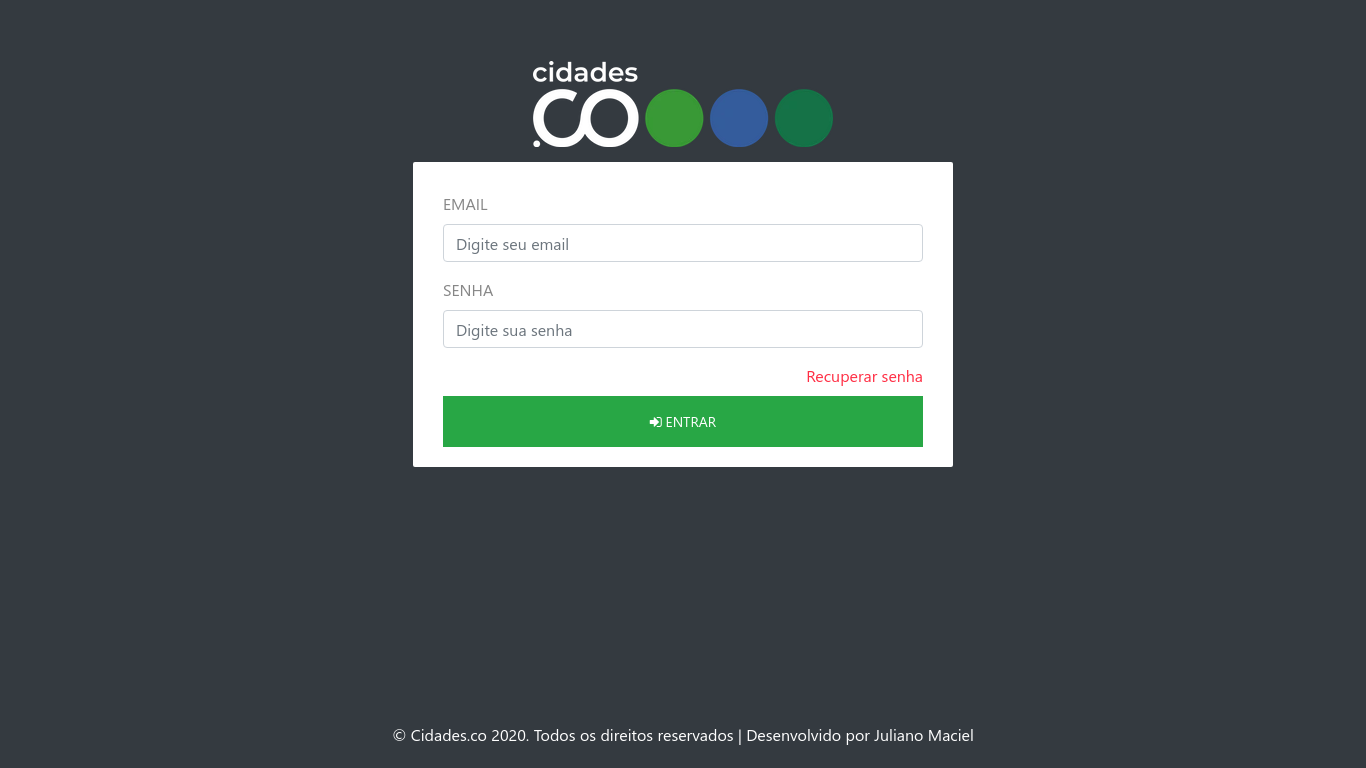 cidades
.co
EMAIL
Digite seu email
SENHA
Digite sua senha
Recuperar senha
ENTRAR
© Cidades.co 2020. Todos os direitos reservados | Desenvolvido por Juliano Maciel